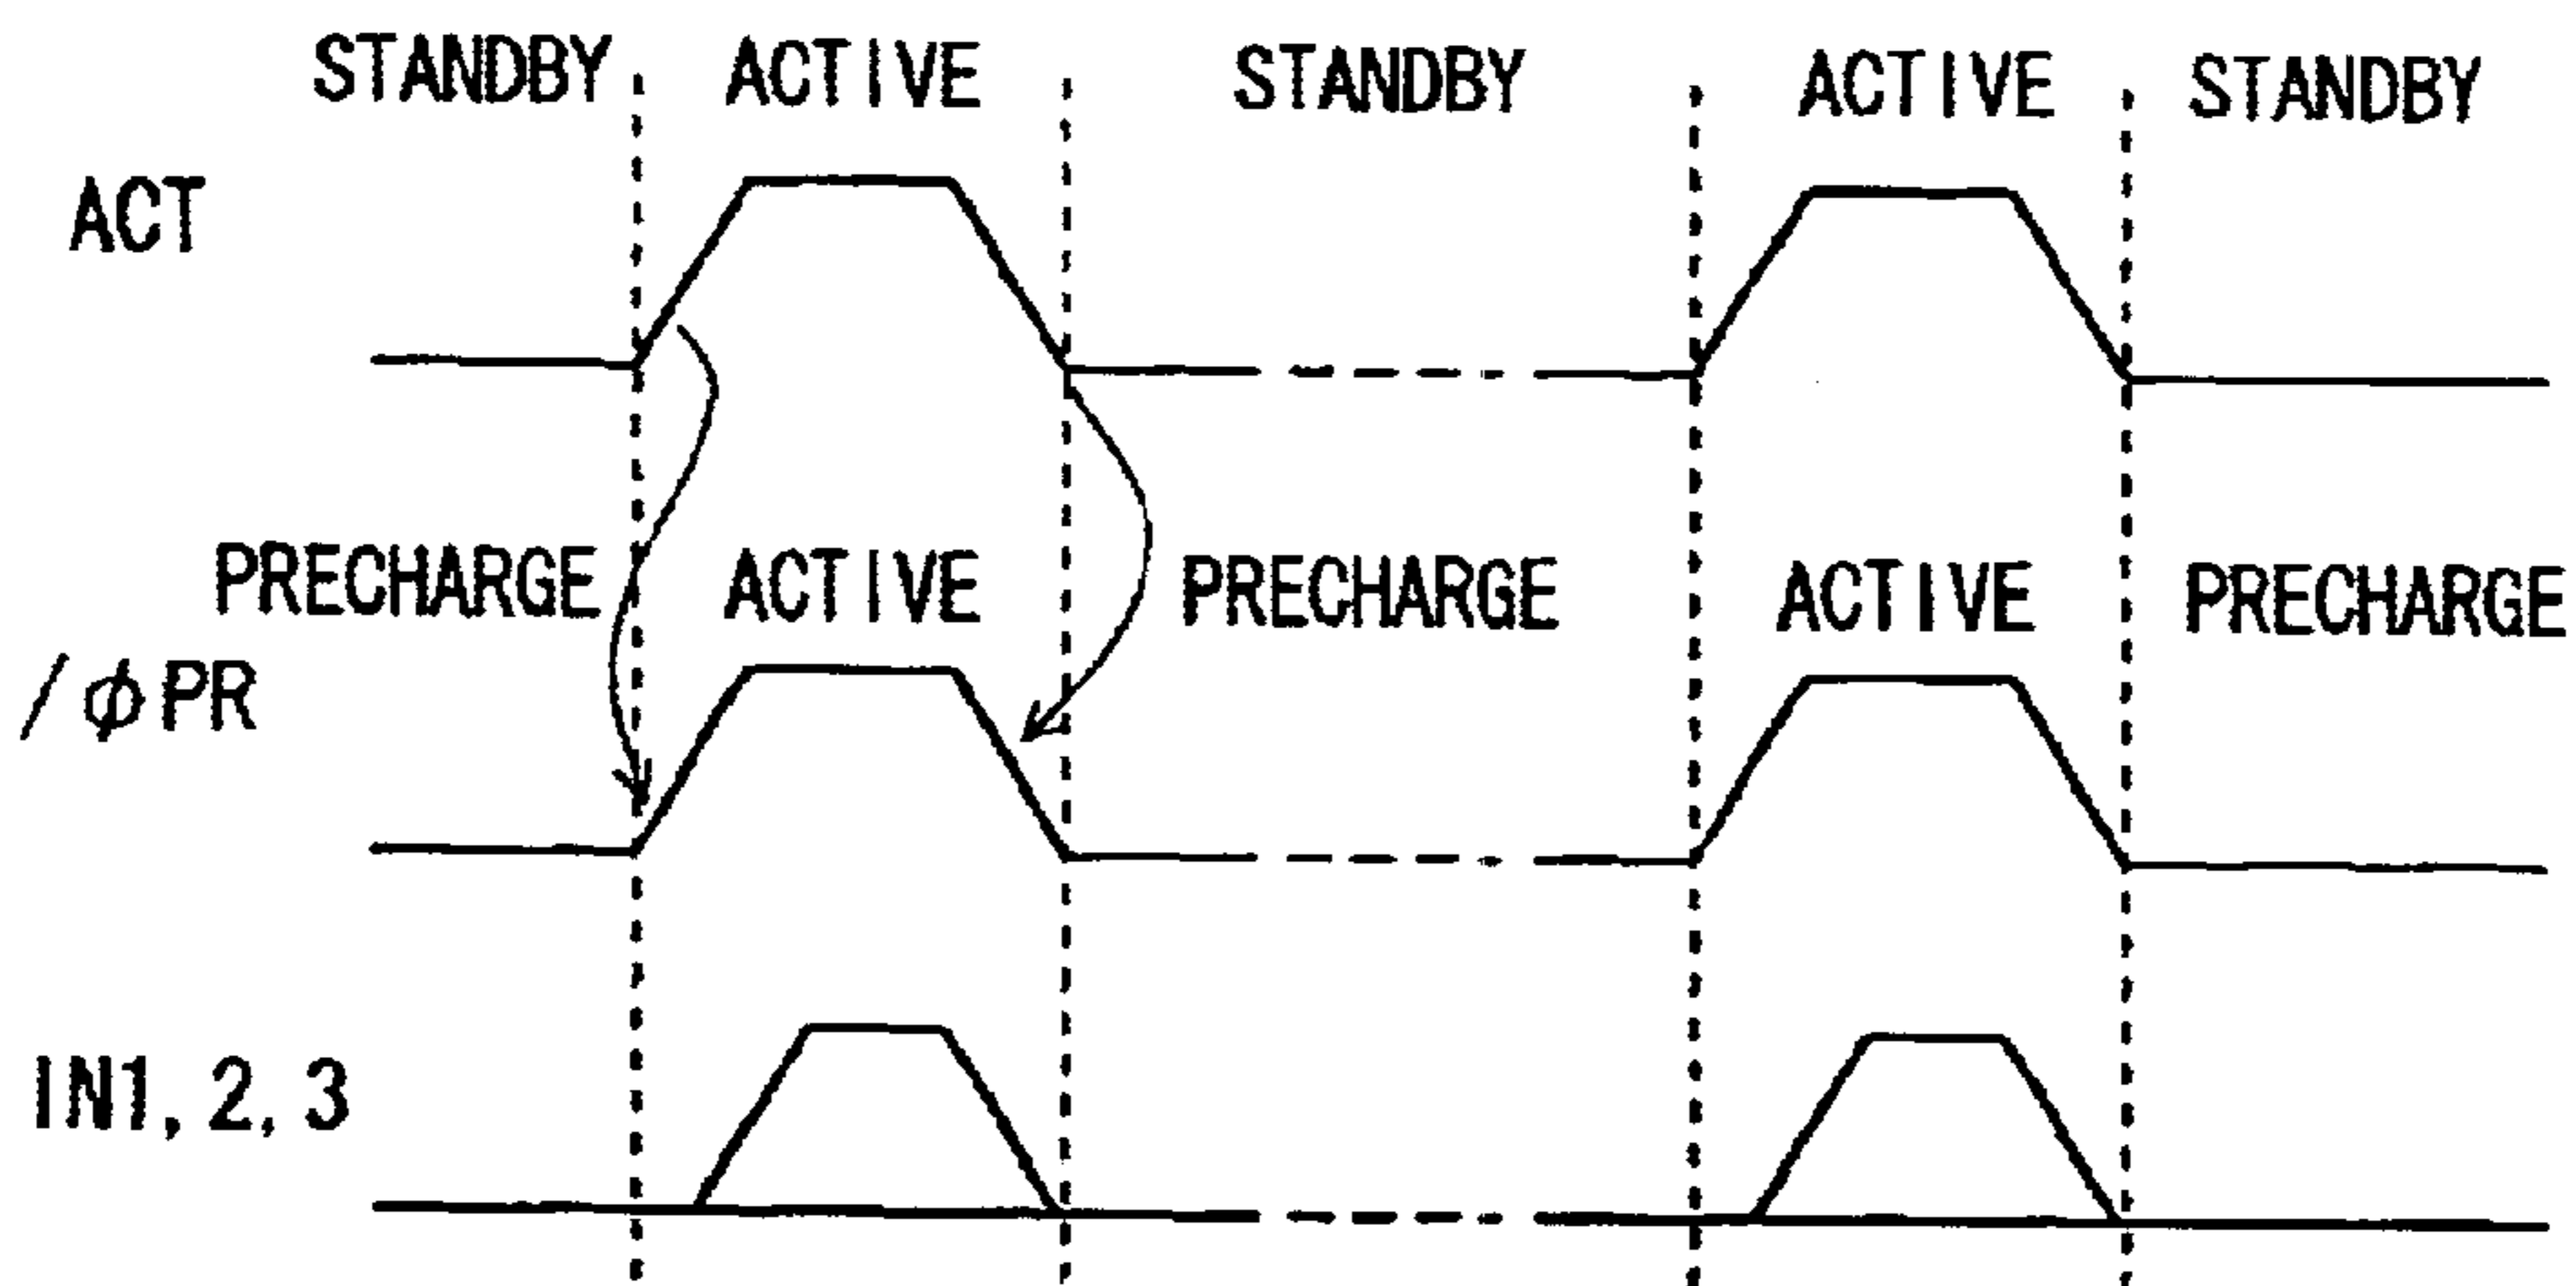 STANDBY ACTIVE STANDBY ACTIVE STANDBY
ACT
PRECHARGE ACTIVE PRECHARGE ACTIVE PRECHARGE
/φPR
IN1, 2, 3